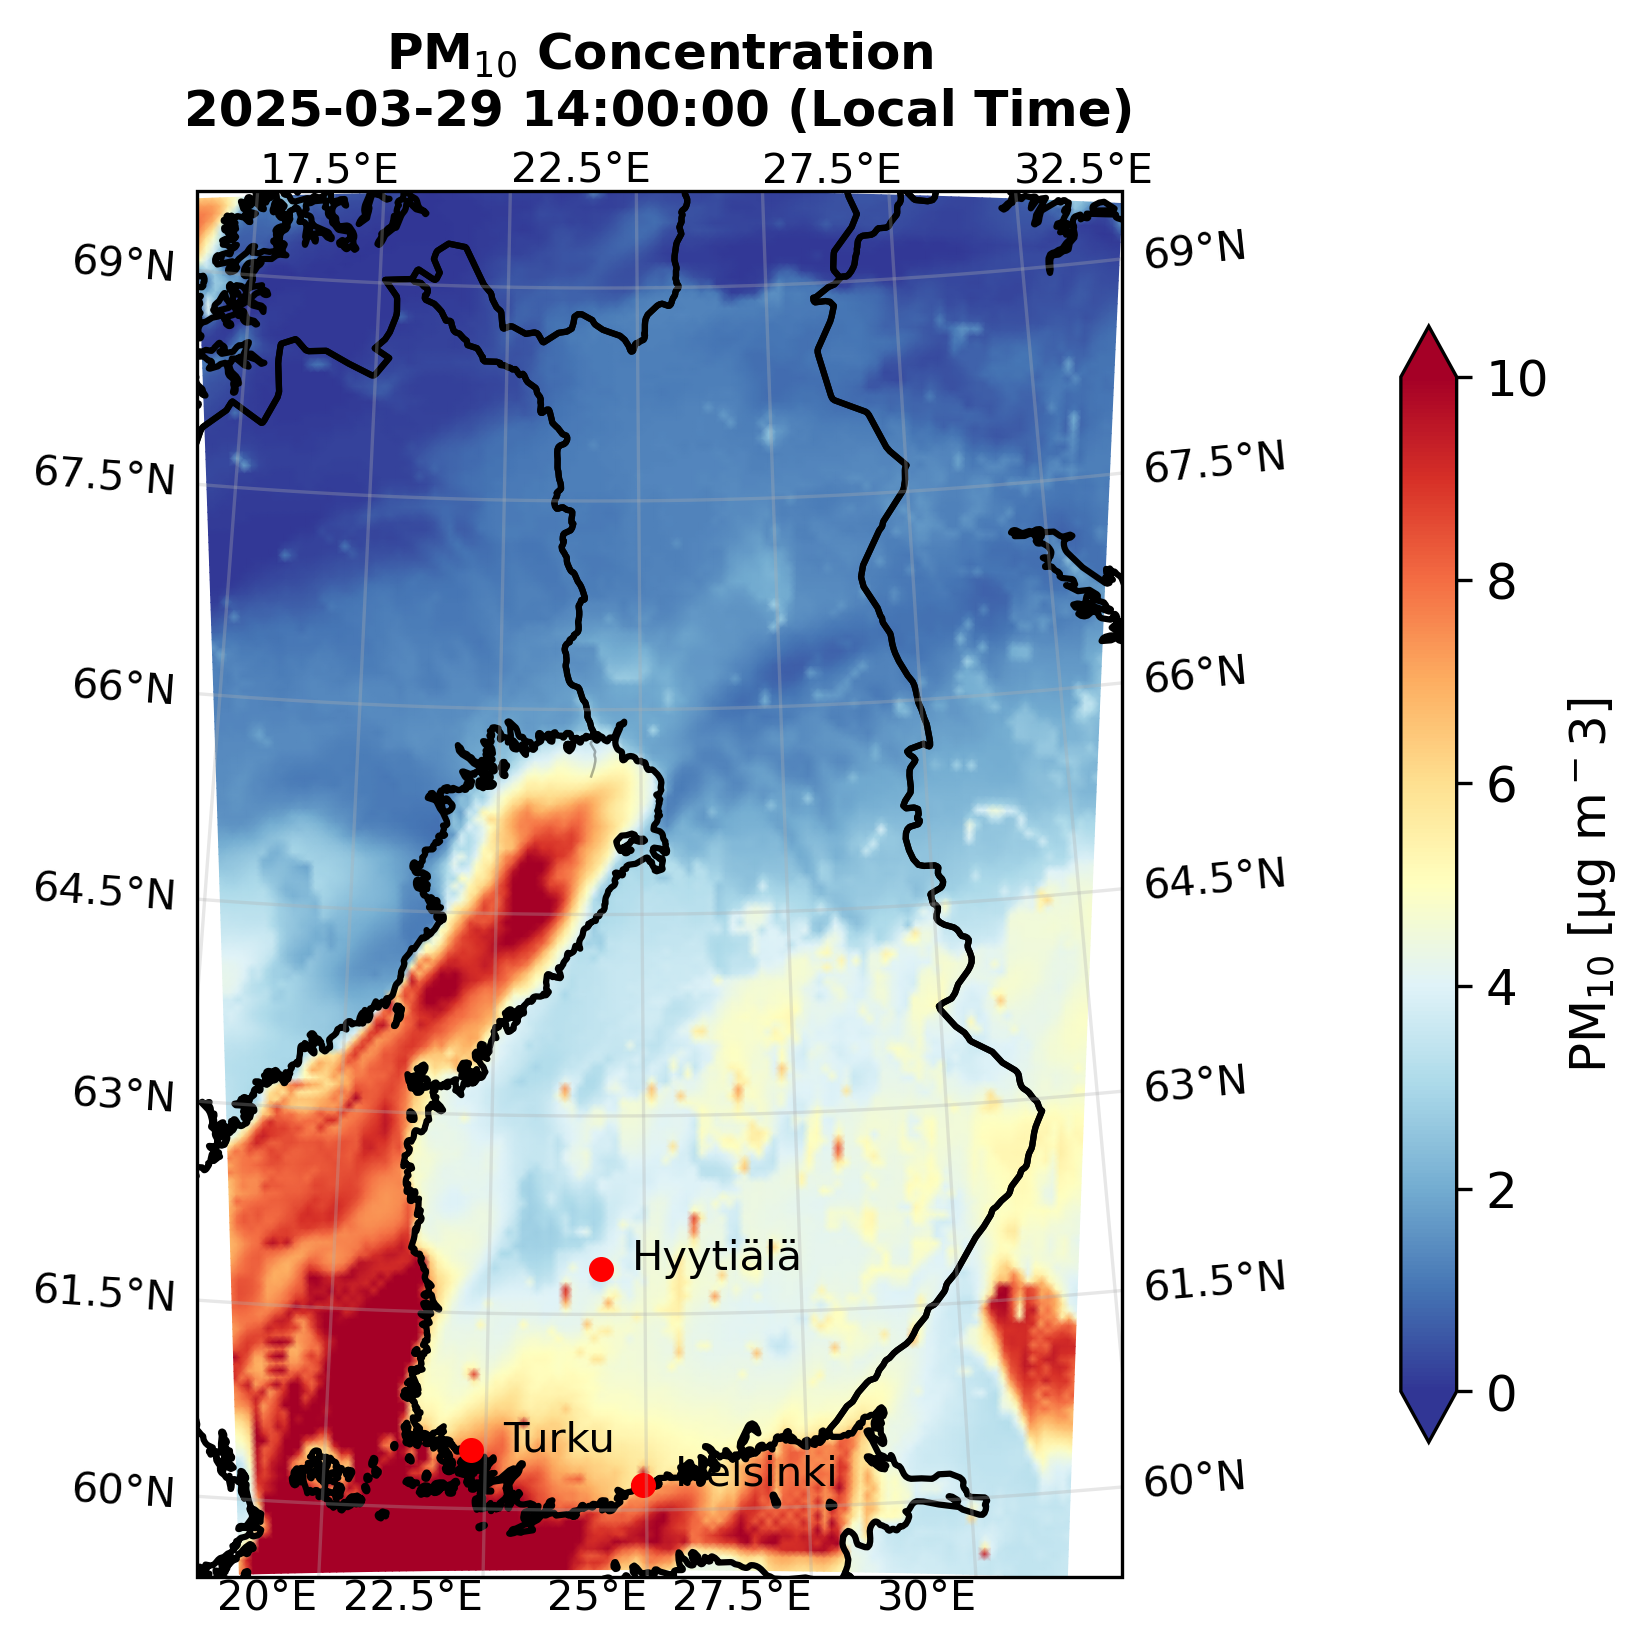 PM₁₀ Concentration
2025-03-29 14:00:00 (Local Time)
17.5°E 22.5°E 27.5°E 32.5°E
69°N 69°N
67.5°N 67.5°N
66°N 66°N
64.5°N 64.5°N
63°N 63°N
61.5°N 61.5°N
60°N 60°N
Hyytiälä
Turku
Helsinki
20°E 22.5°E 25°E 27.5°E 30°E
10
8
6
4
2
0
PM₁₀ [µg m⁻ 3]